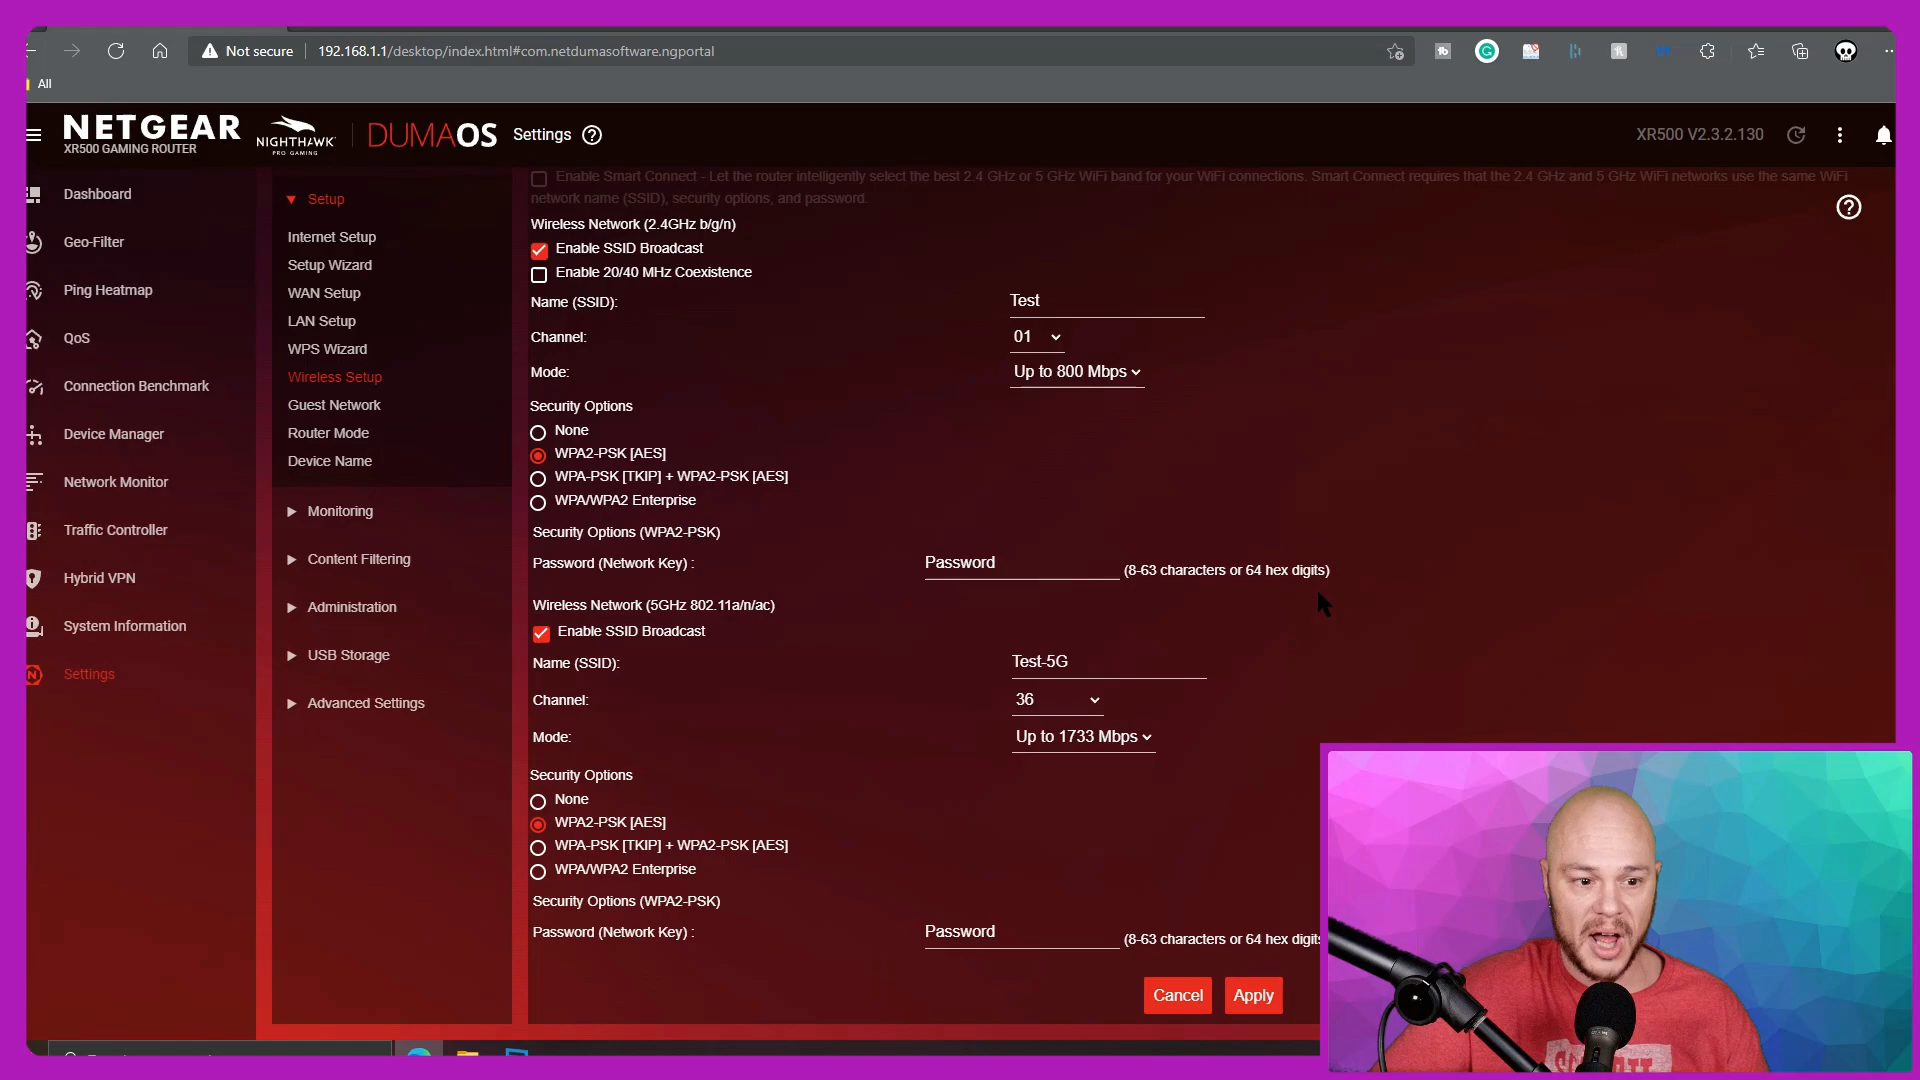 Not secure
192.168.1.1/desktop/index.html#com.netdumasoftware.ngportal
All
NETGEAR
XR500 GAMING ROUTER
NIGHTHAWK
PRO GAMING
DUMAOS
Settings
XR500 V2.3.2.130
Dashboard
Geo-Filter
Ping Heatmap
QoS
Connection Benchmark
Device Manager
Network Monitor
Traffic Controller
Hybrid VPN
System Information
Settings
Setup
Internet Setup
Setup Wizard
WAN Setup
LAN Setup
WPS Wizard
Wireless Setup
Guest Network
Router Mode
Device Name
Monitoring
Content Filtering
Administration
USB Storage
Advanced Settings
Enable Smart Connect - Let the router intelligently select the best 2.4 GHz or 5 GHz WiFi band for your WiFi connections. Smart Connect requires that the 2.4 GHz and 5 GHz WiFi networks use the same WiFi
network name (SSID), security options, and password.
Wireless Network (2.4GHz b/g/n)
Enable SSID Broadcast
Enable 20/40 MHz Coexistence
Name (SSID): Test
Channel: 01
Mode: Up to 800 Mbps
Security Options
None
WPA2-PSK [AES]
WPA-PSK [TKIP] + WPA2-PSK [AES]
WPA/WPA2 Enterprise
Security Options (WPA2-PSK)
Password (Network Key) : Password (8-63 characters or 64 hex digits)
Wireless Network (5GHz 802.11a/n/ac)
Enable SSID Broadcast
Name (SSID): Test-5G
Channel: 36
Mode: Up to 1733 Mbps
Security Options
None
WPA2-PSK [AES]
WPA-PSK [TKIP] + WPA2-PSK [AES]
WPA/WPA2 Enterprise
Security Options (WPA2-PSK)
Password (Network Key) : Password (8-63 characters or 64 hex digits
Cancel Apply